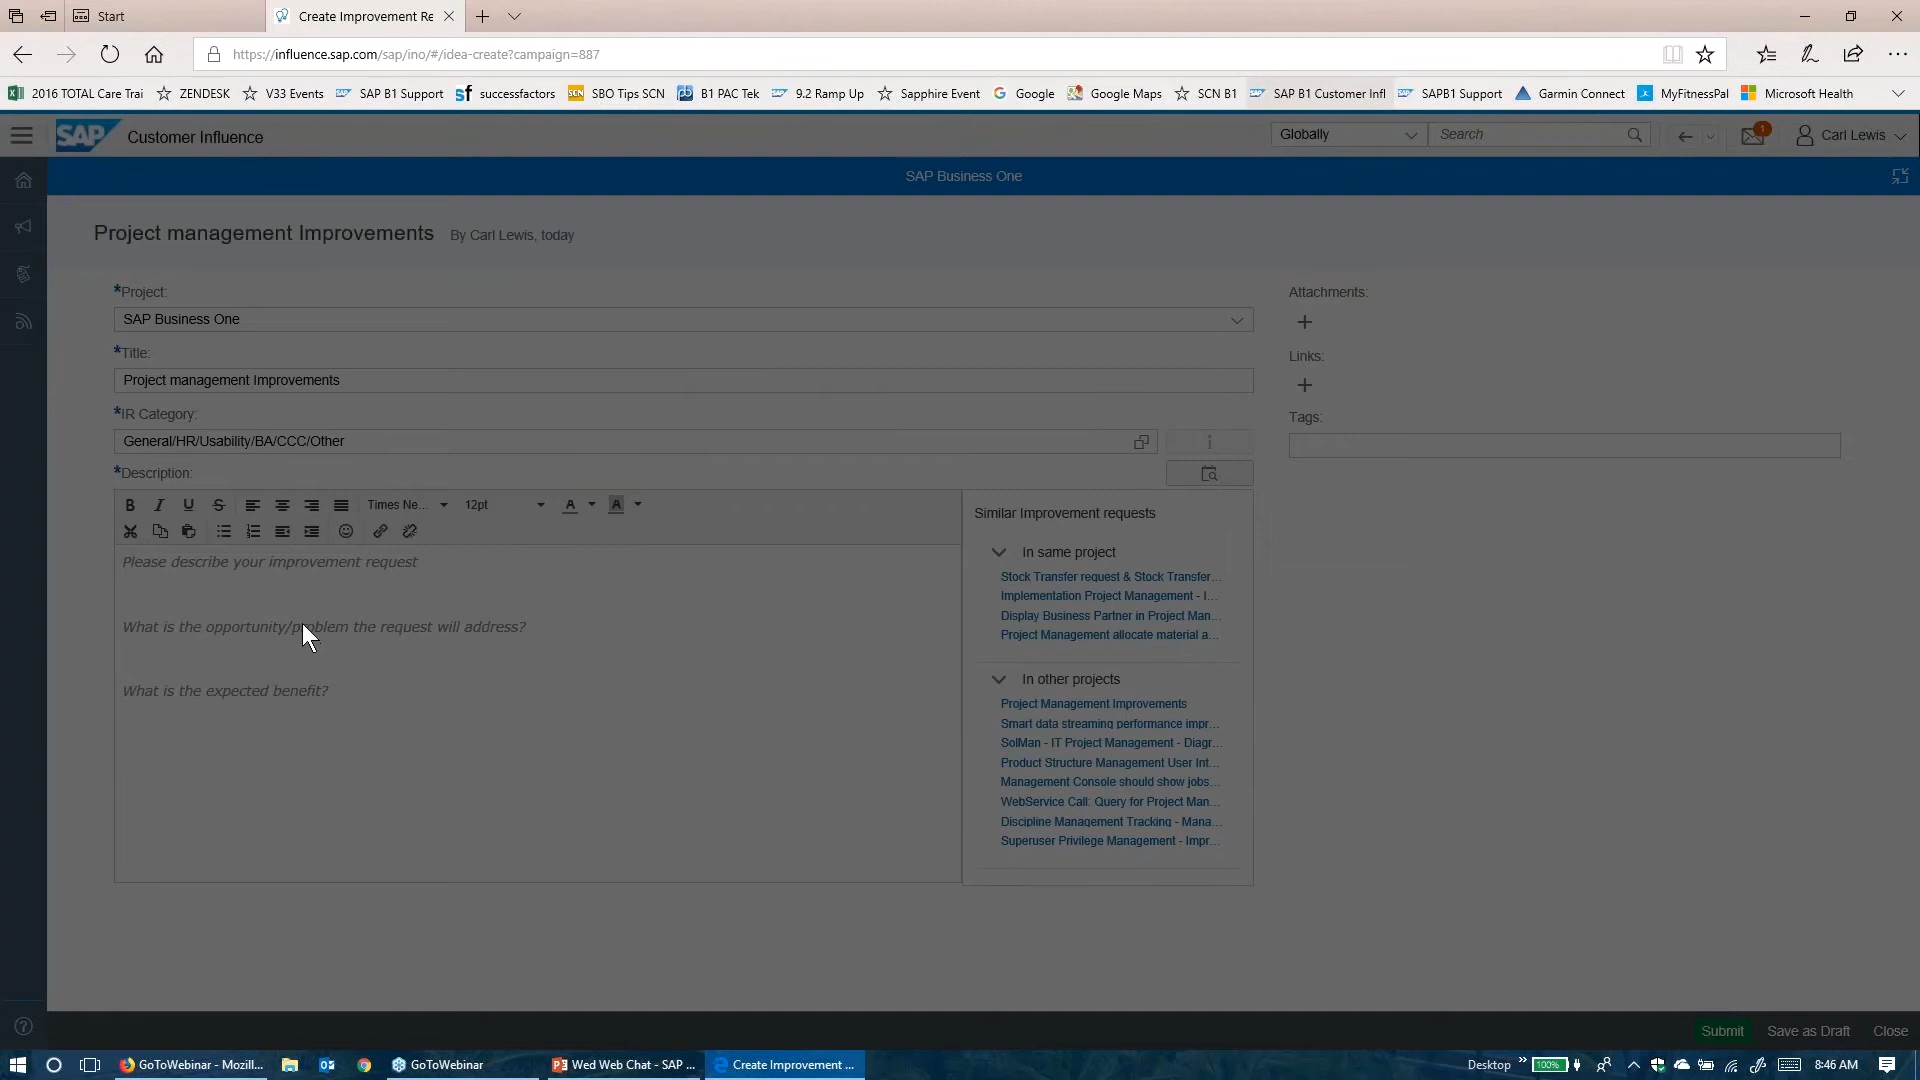 Start
Create Improvement Re
https://influence.sap.com/sap/ino/#/idea-create?campaign=887
2016 TOTAL Care Trai
ZENDESK
V33 Events
SAP B1 Support
sf successfactors
SCN SBO Tips SCN
B1 PAC Tek
9.2 Ramp Up
Sapphire Event
Google
Google Maps
SCN B1
SAP B1 Customer Infl
SAPB1 Support
Garmin Connect
MyFitnessPal
Microsoft Health
SAP Customer Influence
Globally
Search
1
Carl Lewis
SAP Business One
Project management Improvements By Carl Lewis, today
*Project:
SAP Business One
*Title:
Project management Improvements
*IR Category:
General/HR/Usability/BA/CCC/Other
*Description:
B I U S Times Ne... 12pt A A
Please describe your improvement request
What is the opportunity/problem the request will address?
What is the expected benefit?
Similar Improvement requests
In same project
Stock Transfer request & Stock Transfer...
Implementation Project Management - I...
Display Business Partner in Project Man...
Project Management allocate material a...
In other projects
Project Management Improvements
Smart data streaming performance impr...
SolMan - IT Project Management - Diagr...
Product Structure Management User Int...
Management Console should show jobs...
WebService Call: Query for Project Man...
Discipline Management Tracking - Mana...
Superuser Privilege Management - Impr...
Attachments:
Links:
Tags:
Submit
Save as Draft
Close
GoToWebinar - Mozill...
GoToWebinar
Wed Web Chat - SAP ...
Create Improvement ...
Desktop
100%
8:46 AM